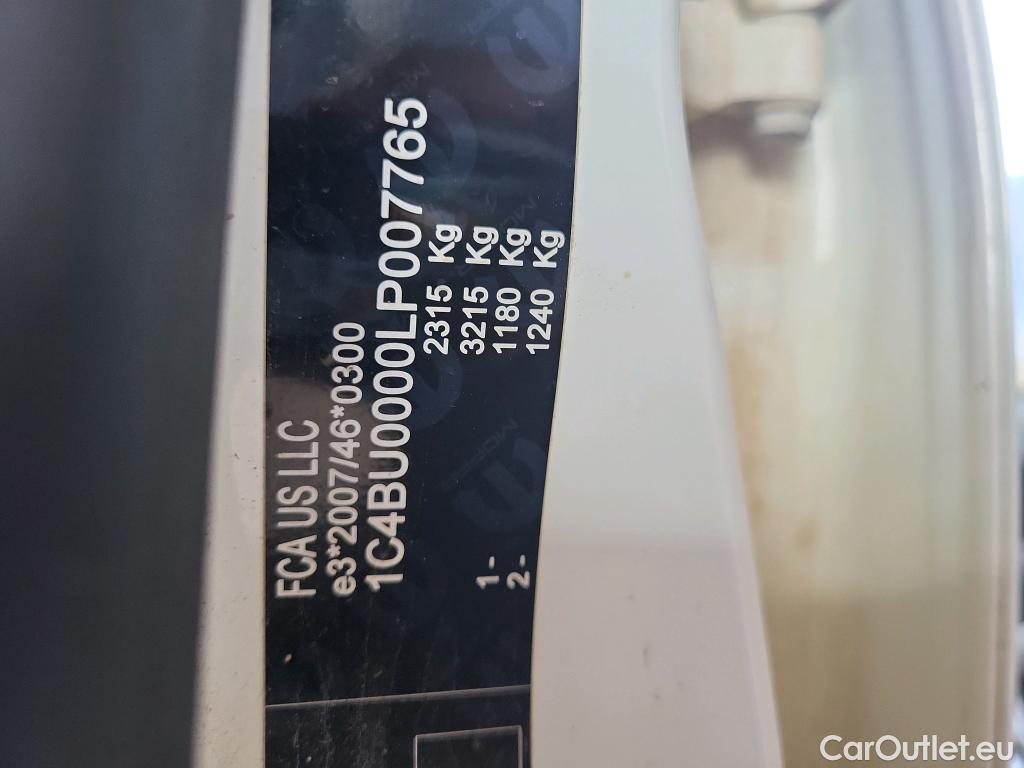 FCA US LLC
e3*2007/46*0300
1C4BU0000LP007765
2315 Kg
3215 Kg
1- 1180 Kg
2- 1240 Kg
CarOutlet.eu